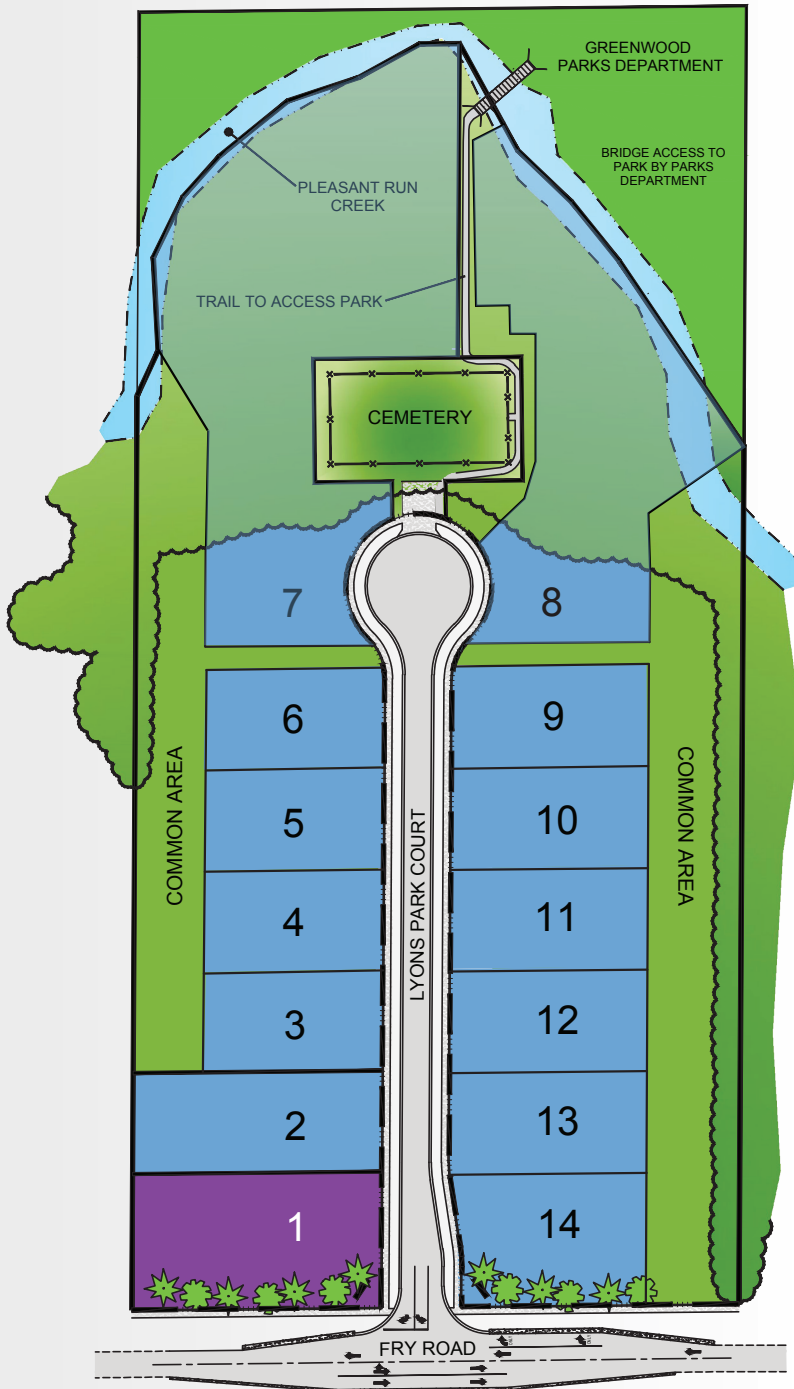 GREENWOOD
PARKS DEPARTMENT
BRIDGE ACCESS TO
PARK BY PARKS
DEPARTMENT
PLEASANT RUN
CREEK
TRAIL TO ACCESS PARK
CEMETERY
7
8
6
9
5
10
4
11
3
12
2
13
1
14
COMMON AREA
LYONS PARK COURT
COMMON AREA
FRY ROAD